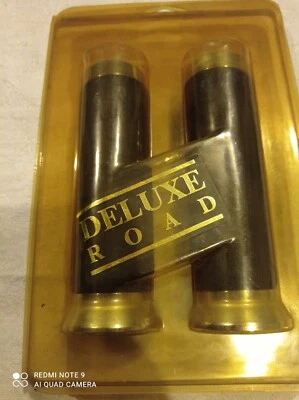 DELUXE
ROAD
REDMI NOTE 9
AI QUAD CAMERA